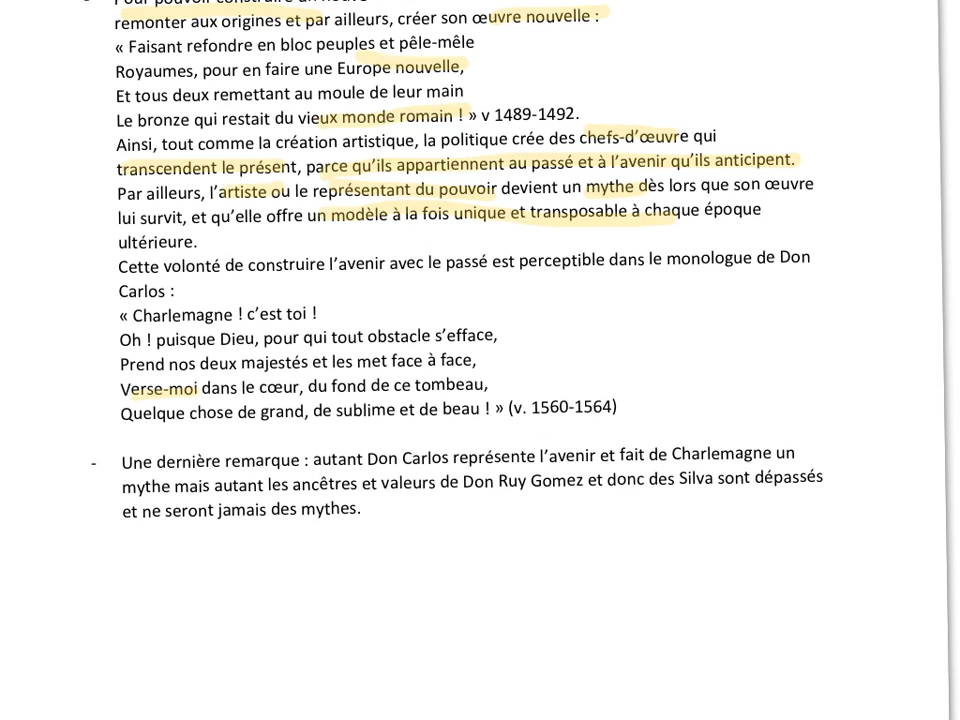 remonter aux origines et par ailleurs, créer son œuvre nouvelle :
« Faisant refondre en bloc peuples et pêle-mêle
Royaumes, pour en faire une Europe nouvelle,
Et tous deux remettant au moule de leur main
Le bronze qui restait du vieux monde romain ! » v 1489-1492.
Ainsi, tout comme la création artistique, la politique crée des chefs-d’œuvre qui
transcendent le présent, parce qu’ils appartiennent au passé et à l’avenir qu’ils anticipent.
Par ailleurs, l’artiste ou le représentant du pouvoir devient un mythe dès lors que son œuvre
lui survit, et qu’elle offre un modèle à la fois unique et transposable à chaque époque
ultérieure.
Cette volonté de construire l’avenir avec le passé est perceptible dans le monologue de Don
Carlos :
« Charlemagne ! c’est toi !
Oh ! puisque Dieu, pour qui tout obstacle s’efface,
Prend nos deux majestés et les met face à face,
Verse-moi dans le cœur, du fond de ce tombeau,
Quelque chose de grand, de sublime et de beau ! » (v. 1560-1564)
- Une dernière remarque : autant Don Carlos représente l’avenir et fait de Charlemagne un
mythe mais autant les ancêtres et valeurs de Don Ruy Gomez et donc des Silva sont dépassés
et ne seront jamais des mythes.